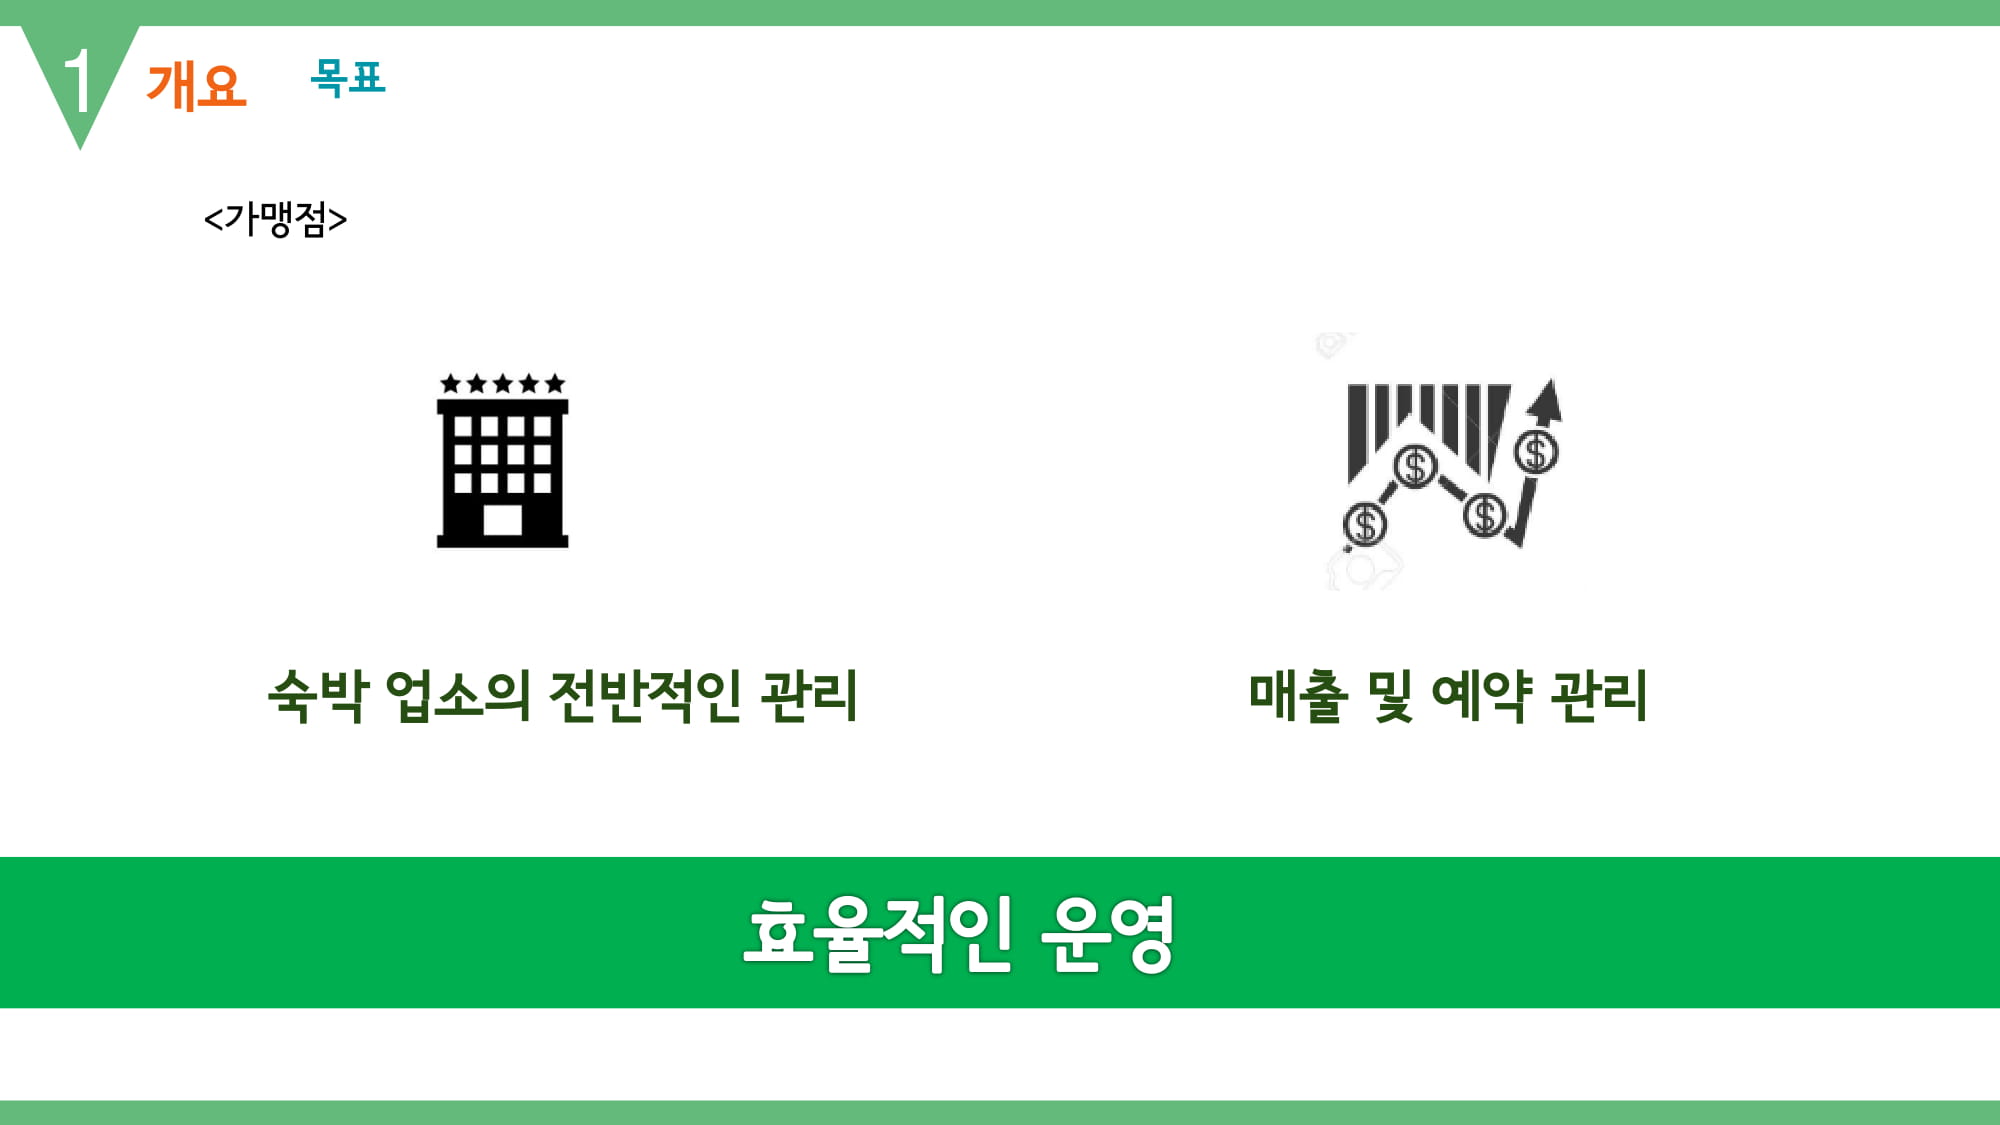 1 개요 목표
<가맹점>
$ $ $ $
숙박 업소의 전반적인 관리
매출 및 예약 관리
효율적인 운영